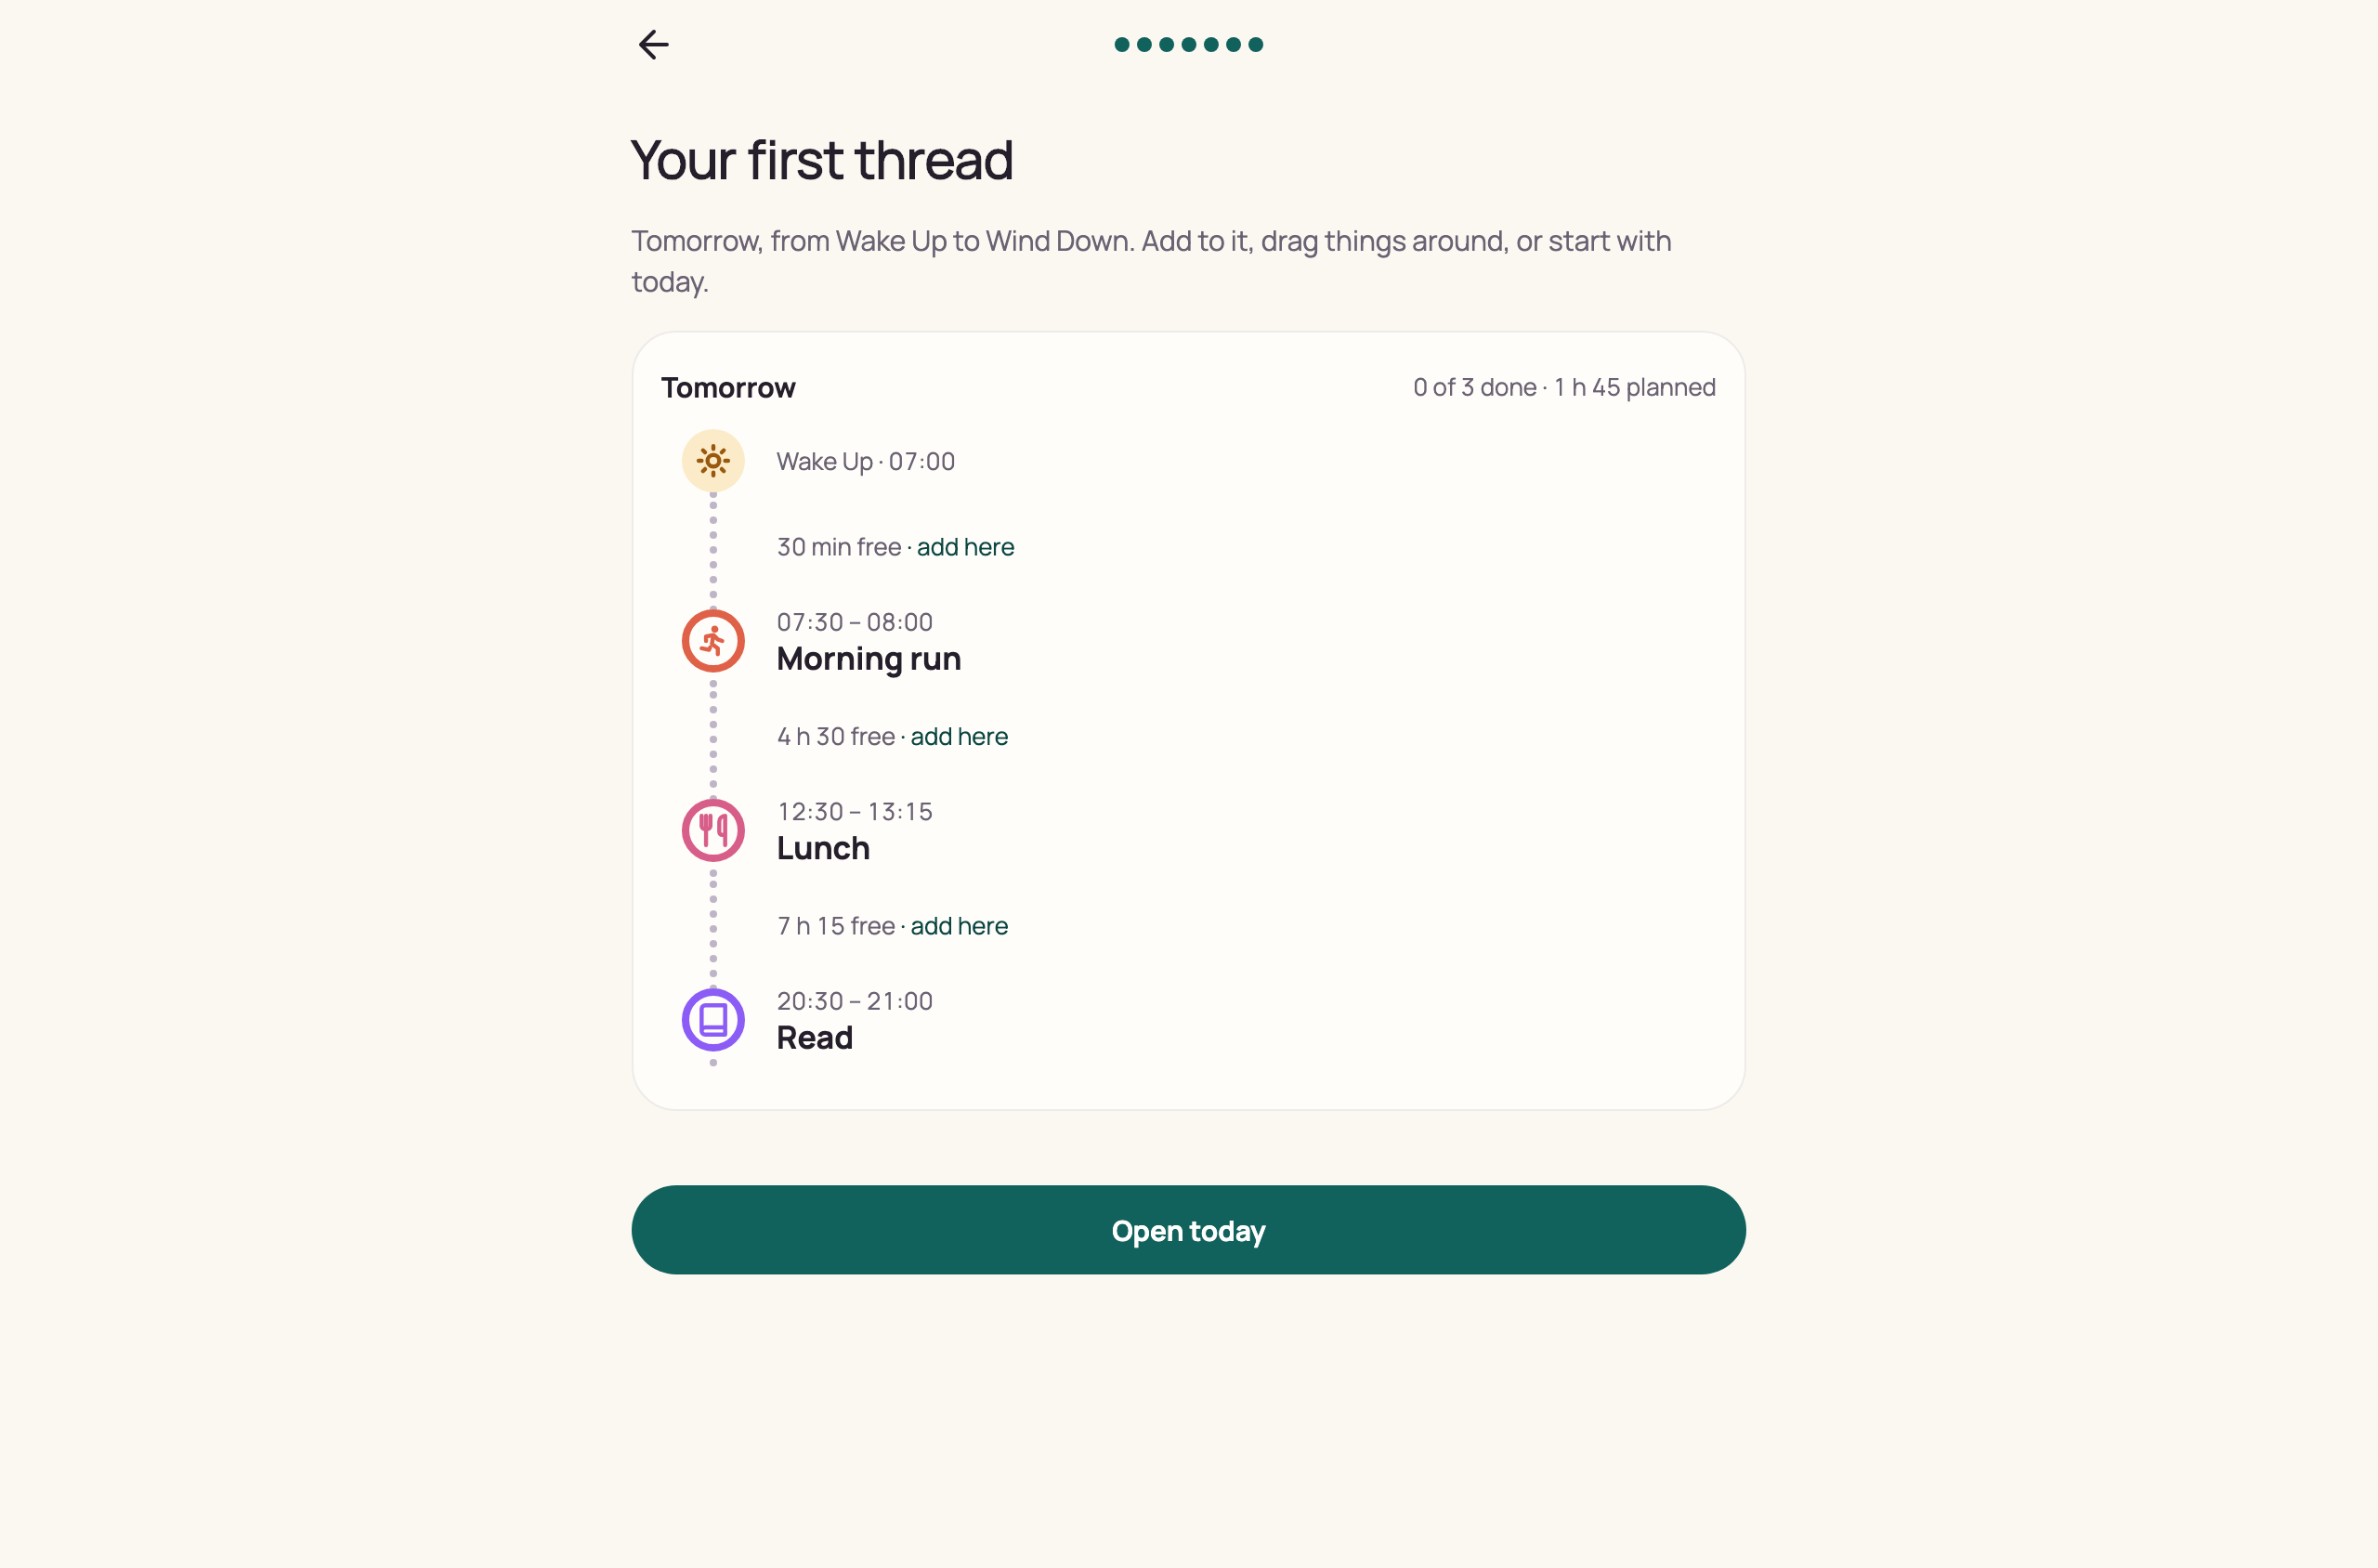 Your first thread
Tomorrow, from Wake Up to Wind Down. Add to it, drag things around, or start with
today.
Tomorrow
0 of 3 done · 1 h 45 planned
Wake Up · 07:00
30 min free · add here
07:30 – 08:00
Morning run
4 h 30 free · add here
12:30 – 13:15
Lunch
7 h 15 free · add here
20:30 – 21:00
Read
Open today